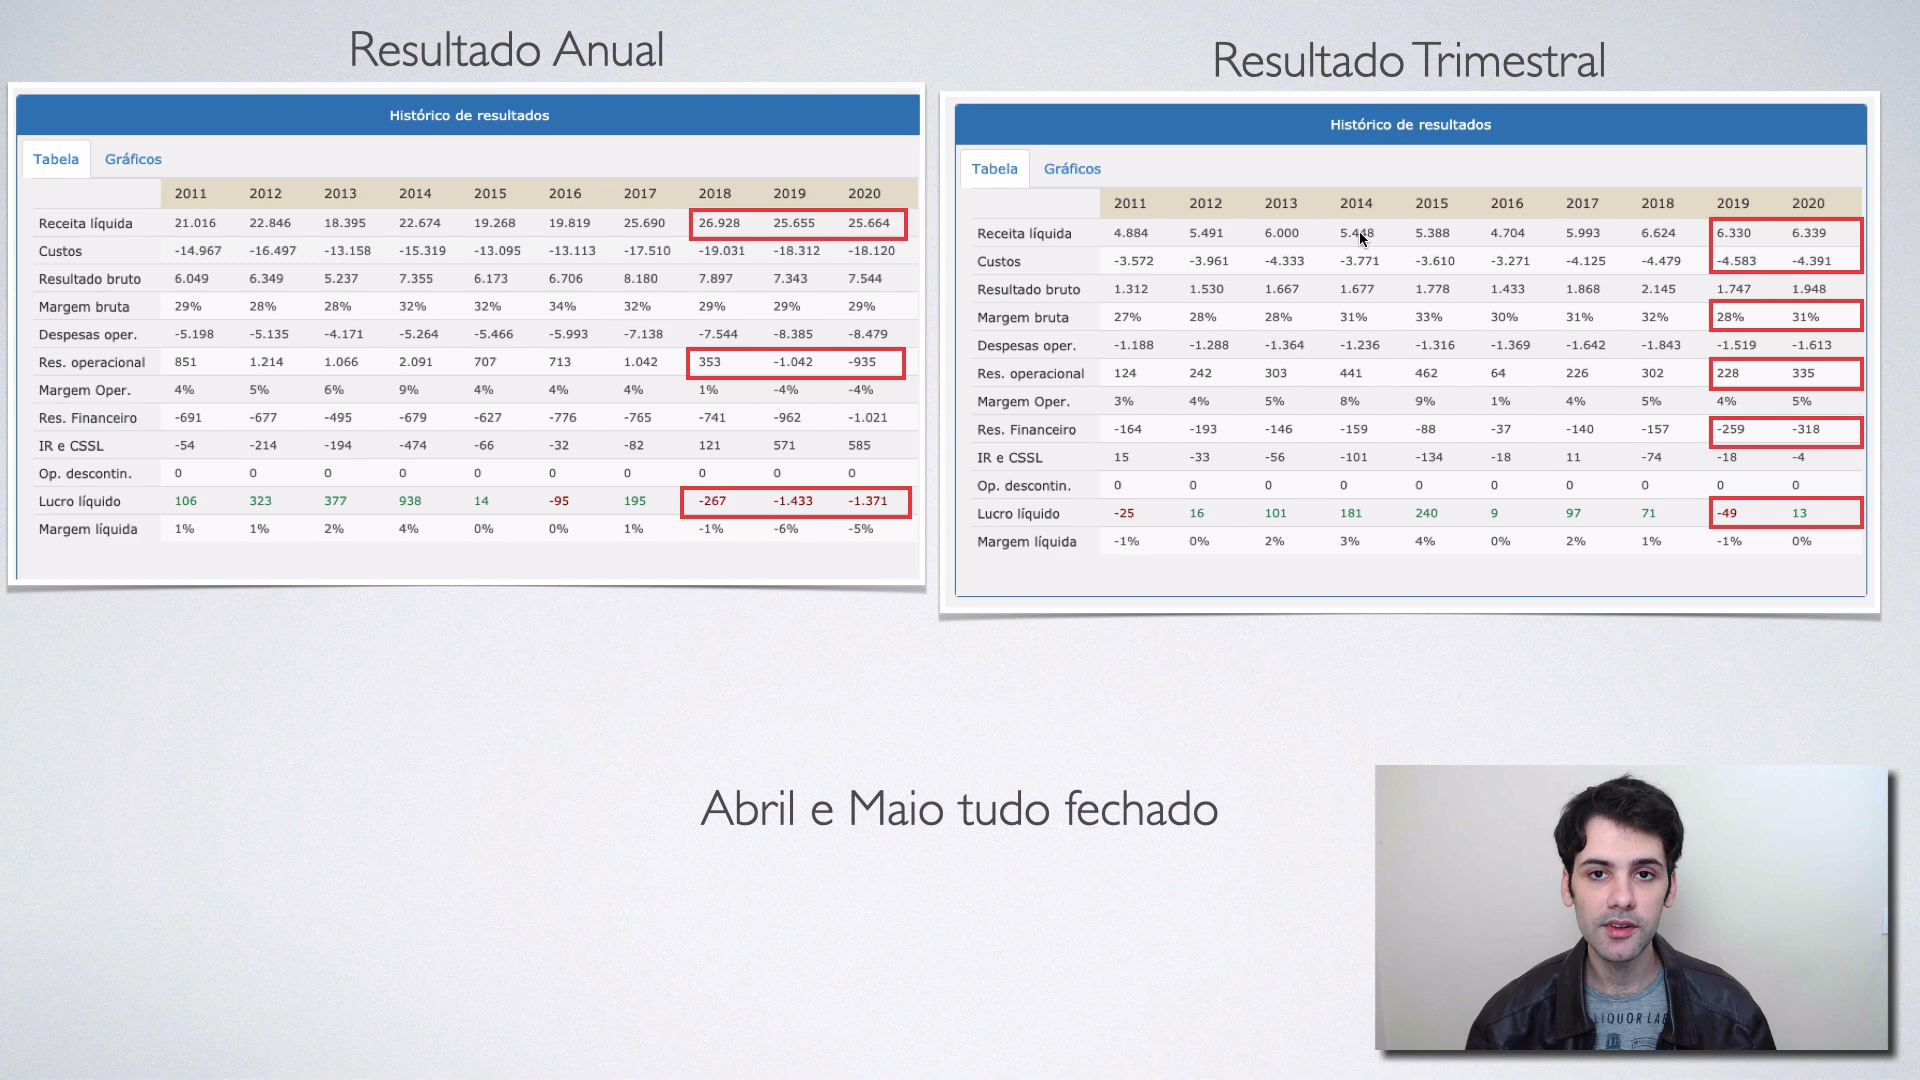 Resultado Anual
Histórico de resultados
Tabela Gráficos
2011 2012 2013 2014 2015 2016 2017 2018 2019 2020
Receita líquida 21.016 22.846 18.395 22.674 19.268 19.819 25.690 26.928 25.655 25.664
Custos -14.967 -16.497 -13.158 -15.319 -13.095 -13.113 -17.510 -19.031 -18.312 -18.120
Resultado bruto 6.049 6.349 5.237 7.355 6.173 6.706 8.180 7.897 7.343 7.544
Margem bruta 29% 28% 28% 32% 32% 34% 32% 29% 29% 29%
Despesas oper. -5.198 -5.135 -4.171 -5.264 -5.466 -5.993 -7.138 -7.544 -8.385 -8.479
Res. operacional 851 1.214 1.066 2.091 707 713 1.042 353 -1.042 -935
Margem Oper. 4% 5% 6% 9% 4% 4% 4% 1% -4% -4%
Res. Financeiro -691 -677 -495 -679 -627 -776 -765 -741 -962 -1.021
IR e CSSL -54 -214 -194 -474 -66 -32 -82 121 571 585
Op. descontin. 0 0 0 0 0 0 0 0 0 0
Lucro líquido 106 323 377 938 14 -95 195 -267 -1.433 -1.371
Margem líquida 1% 1% 2% 4% 0% 0% 1% -1% -6% -5%
Resultado Trimestral
Histórico de resultados
Tabela Gráficos
2011 2012 2013 2014 2015 2016 2017 2018 2019 2020
Receita líquida 4.884 5.491 6.000 5.448 5.388 4.704 5.993 6.624 6.330 6.339
Custos -3.572 -3.961 -4.333 -3.771 -3.610 -3.271 -4.125 -4.479 -4.583 -4.391
Resultado bruto 1.312 1.530 1.667 1.677 1.778 1.433 1.868 2.145 1.747 1.948
Margem bruta 27% 28% 28% 31% 33% 30% 31% 32% 28% 31%
Despesas oper. -1.188 -1.288 -1.364 -1.236 -1.316 -1.369 -1.642 -1.843 -1.519 -1.613
Res. operacional 124 242 303 441 462 64 226 302 228 335
Margem Oper. 3% 4% 5% 8% 9% 1% 4% 5% 4% 5%
Res. Financeiro -164 -193 -146 -159 -88 -37 -140 -157 -259 -318
IR e CSSL 15 -33 -56 -101 -134 -18 11 -74 -18 -4
Op. descontin. 0 0 0 0 0 0 0 0 0 0
Lucro líquido -25 16 101 181 240 9 97 71 -49 13
Margem líquida -1% 0% 2% 3% 4% 0% 2% 1% -1% 0%
Abril e Maio tudo fechado
LIQUOR LAB